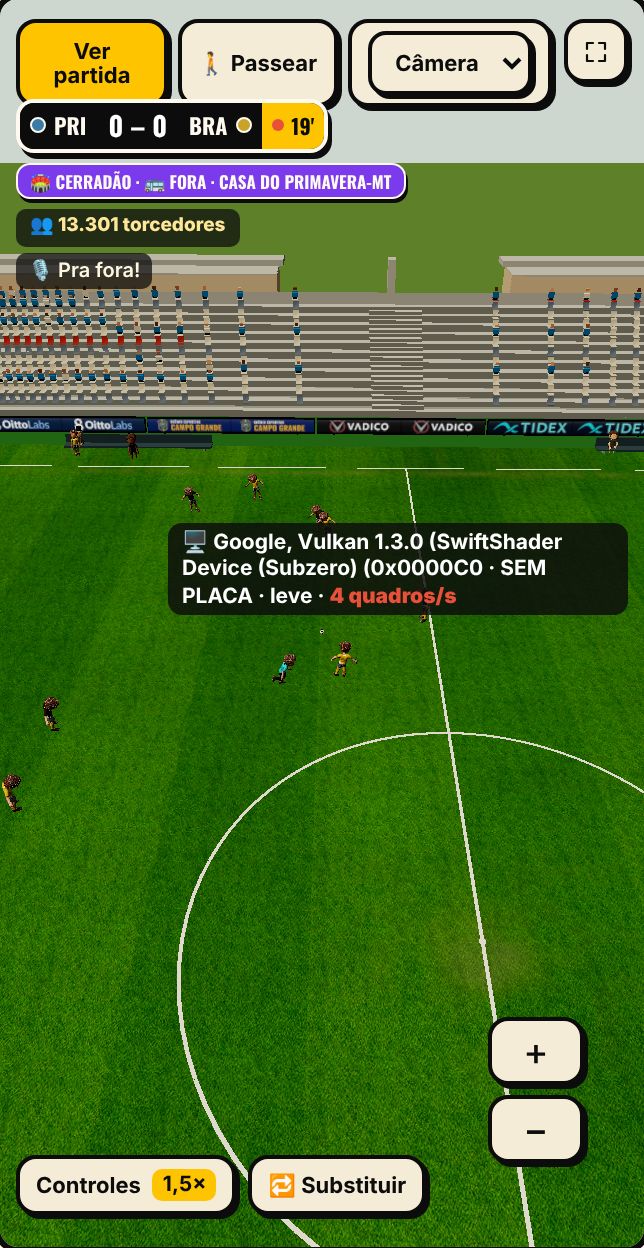 Ver
partida
🚶 Passear
Câmera
PRI 0 – 0 BRA 19'
CERRADÃO · FORA · CASA DO PRIMAVERA-MT
13.301 torcedores
Pra fora!
OittoLabs OittoLabs CAMPO GRANDE CAMPO GRANDE VADICO VADICO TIDEX TIDEX
Google, Vulkan 1.3.0 (SwiftShader
Device (Subzero) (0x0000C0 · SEM
PLACA · leve · 4 quadros/s
+
−
Controles 1,5×
Substituir